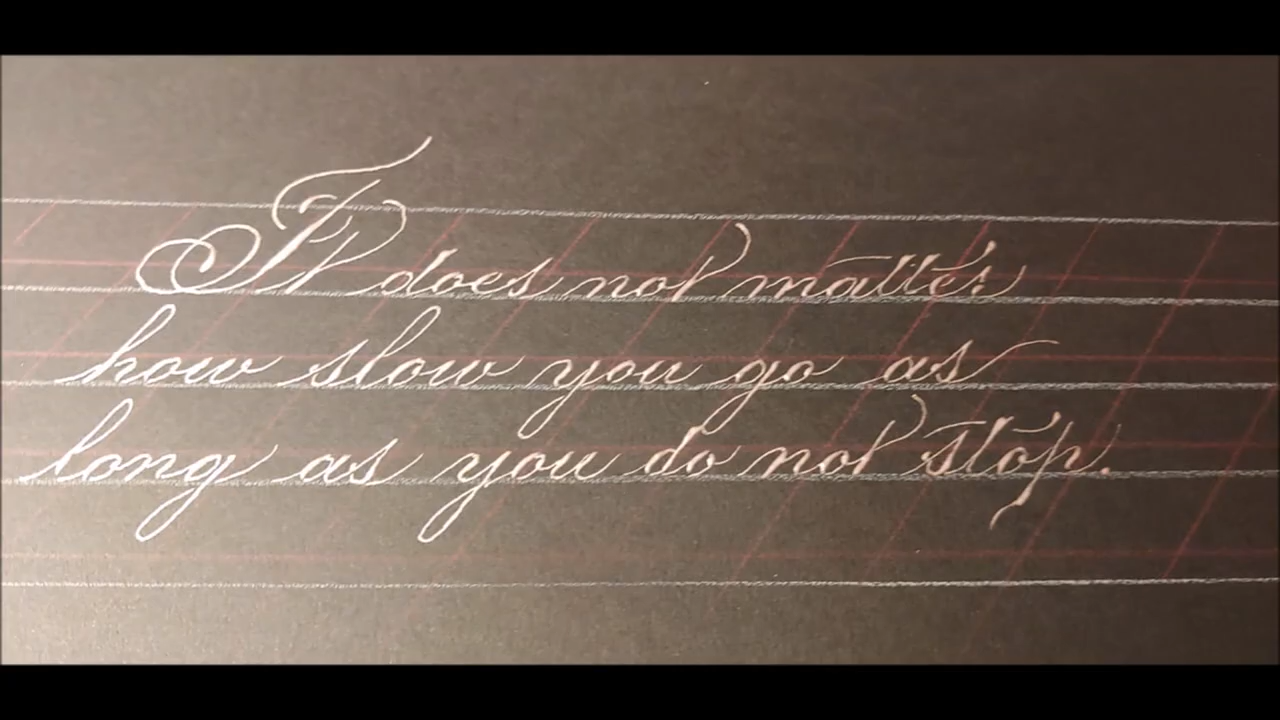 It does not matter
how slow you go as
long as you do not stop.